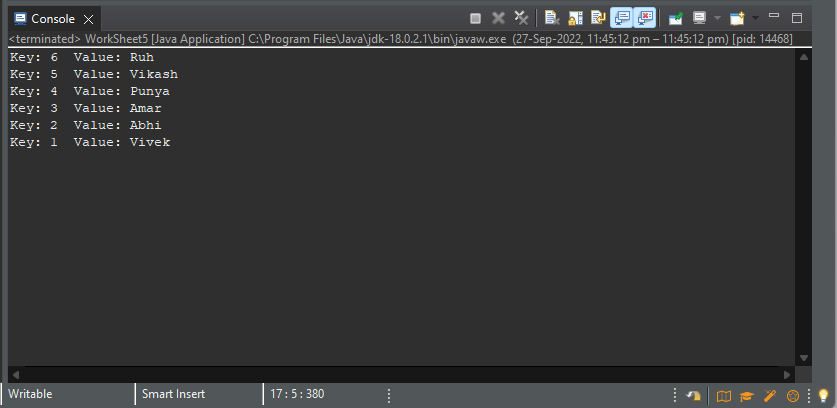 Console
<terminated> WorkSheet5 [Java Application] C:\Program Files\Java\jdk-18.0.2.1\bin\javaw.exe (27-Sep-2022, 11:45:12 pm – 11:45:12 pm) [pid: 14468]
Key: 6  Value: Ruh
Key: 5  Value: Vikash
Key: 4  Value: Punya
Key: 3  Value: Amar
Key: 2  Value: Abhi
Key: 1  Value: Vivek
Writable Smart Insert 17 : 5 : 380